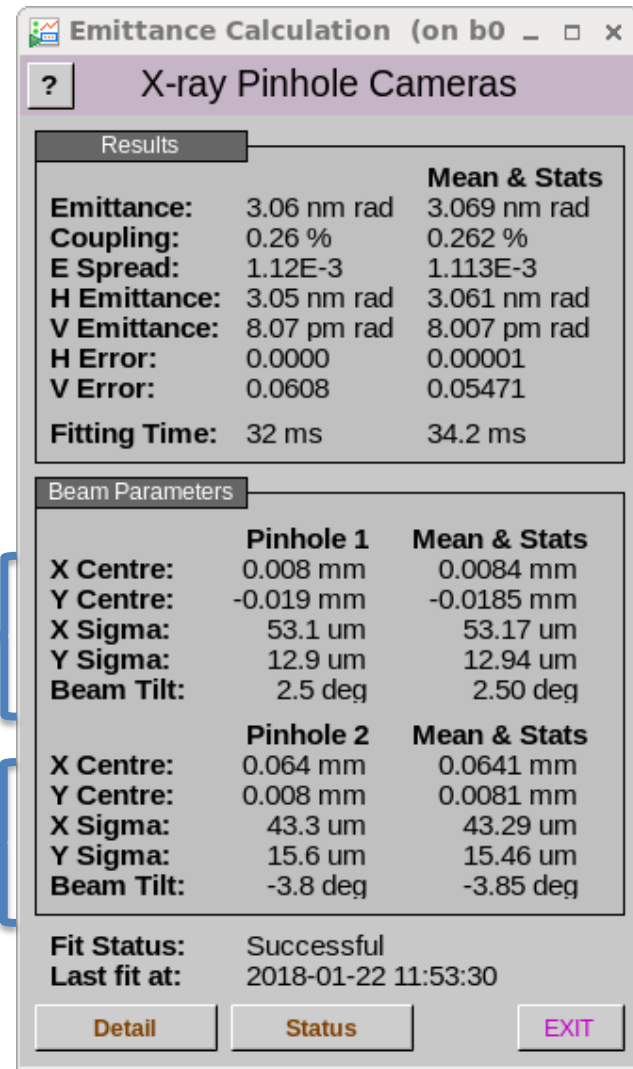 Emittance Calculation (on b0
? X-ray Pinhole Cameras
Results
Mean & Stats
Emittance: 3.06 nm rad 3.069 nm rad
Coupling: 0.26 % 0.262 %
E Spread: 1.12E-3 1.113E-3
H Emittance: 3.05 nm rad 3.061 nm rad
V Emittance: 8.07 pm rad 8.007 pm rad
H Error: 0.0000 0.00001
V Error: 0.0608 0.05471
Fitting Time: 32 ms 34.2 ms
Beam Parameters
Pinhole 1 Mean & Stats
X Centre: 0.008 mm 0.0084 mm
Y Centre: -0.019 mm -0.0185 mm
X Sigma: 53.1 um 53.17 um
Y Sigma: 12.9 um 12.94 um
Beam Tilt: 2.5 deg 2.50 deg
Pinhole 2 Mean & Stats
X Centre: 0.064 mm 0.0641 mm
Y Centre: 0.008 mm 0.0081 mm
X Sigma: 43.3 um 43.29 um
Y Sigma: 15.6 um 15.46 um
Beam Tilt: -3.8 deg -3.85 deg
Fit Status: Successful
Last fit at: 2018-01-22 11:53:30
Detail Status EXIT